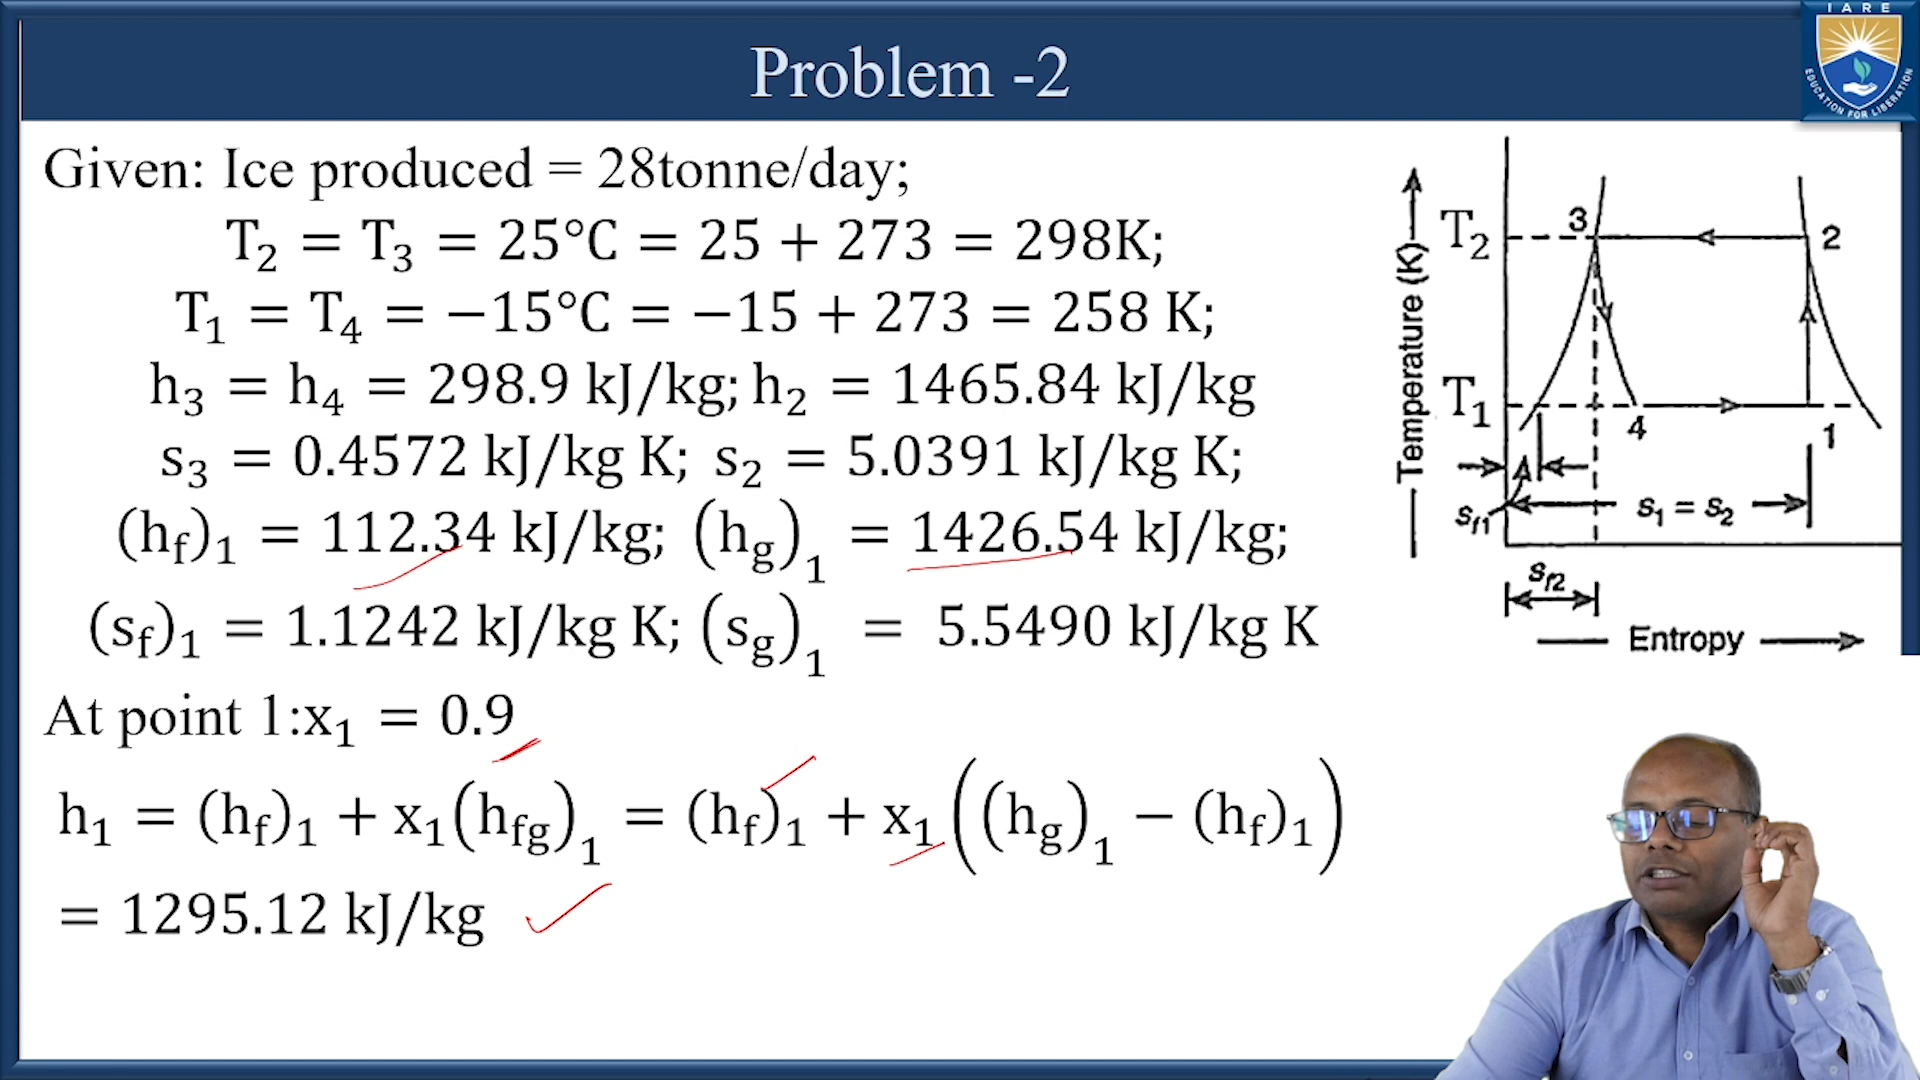 IARE
EDUCATION FOR LIBERATION
Problem -2
Given: Ice produced = 28tonne/day;
T₂ = T₃ = 25°C = 25 + 273 = 298K;
T₁ = T₄ = −15°C = −15 + 273 = 258 K;
h₃ = h₄ = 298.9 kJ/kg; h₂ = 1465.84 kJ/kg
s₃ = 0.4572 kJ/kg K; s₂ = 5.0391 kJ/kg K;
(h_f)₁ = 112.34 kJ/kg; (h_g)₁ = 1426.54 kJ/kg;
(s_f)₁ = 1.1242 kJ/kg K; (s_g)₁ = 5.5490 kJ/kg K
At point 1:x₁ = 0.9
h₁ = (h_f)₁ + x₁(h_fg)₁ = (h_f)₁ + x₁((h_g)₁ − (h_f)₁)
= 1295.12 kJ/kg
Temperature (K)
T₂
3
2
T₁
4
1
s_f1
s₁ = s₂
s_f2
Entropy